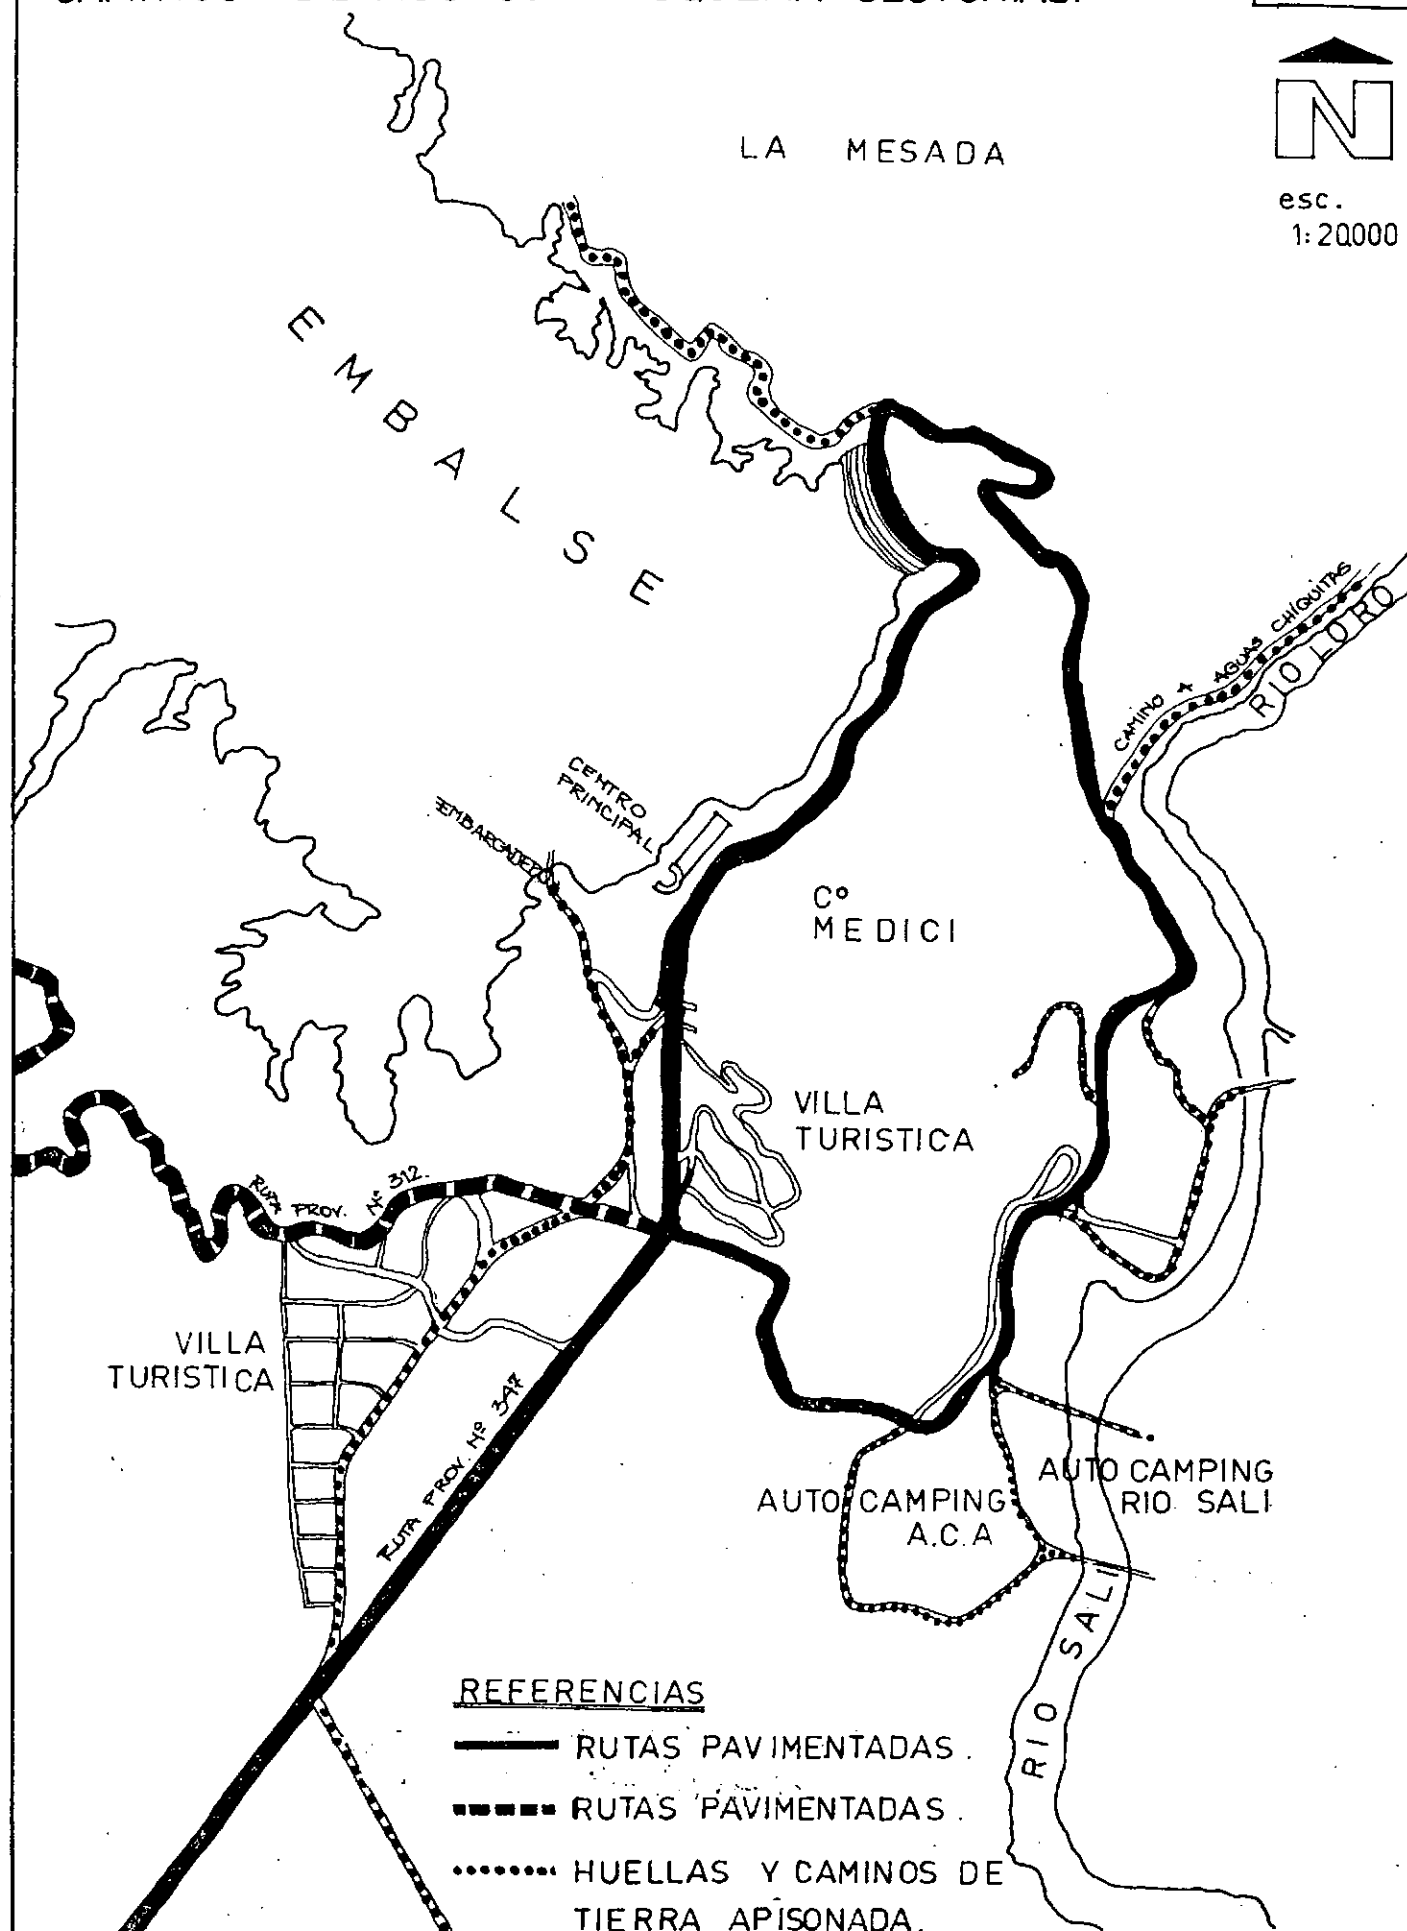 LA MESADA
N
esc.
1:20000
EMBALSE
CAMINO A AGUAS CHIQUITAS
RIO LORO
CENTRO
PRINCIPAL
EMBARCADERO
Cº
MEDICI
VILLA
TURISTICA
RUTA PROV. Nº 312.
VILLA
TURISTICA
RUTA PROV. Nº 347
AUTO CAMPING
A.C.A
AUTO CAMPING
RIO SALI
RIO SALI
REFERENCIAS
RUTAS PAVIMENTADAS.
RUTAS PAVIMENTADAS.
HUELLAS Y CAMINOS DE
TIERRA APISONADA.